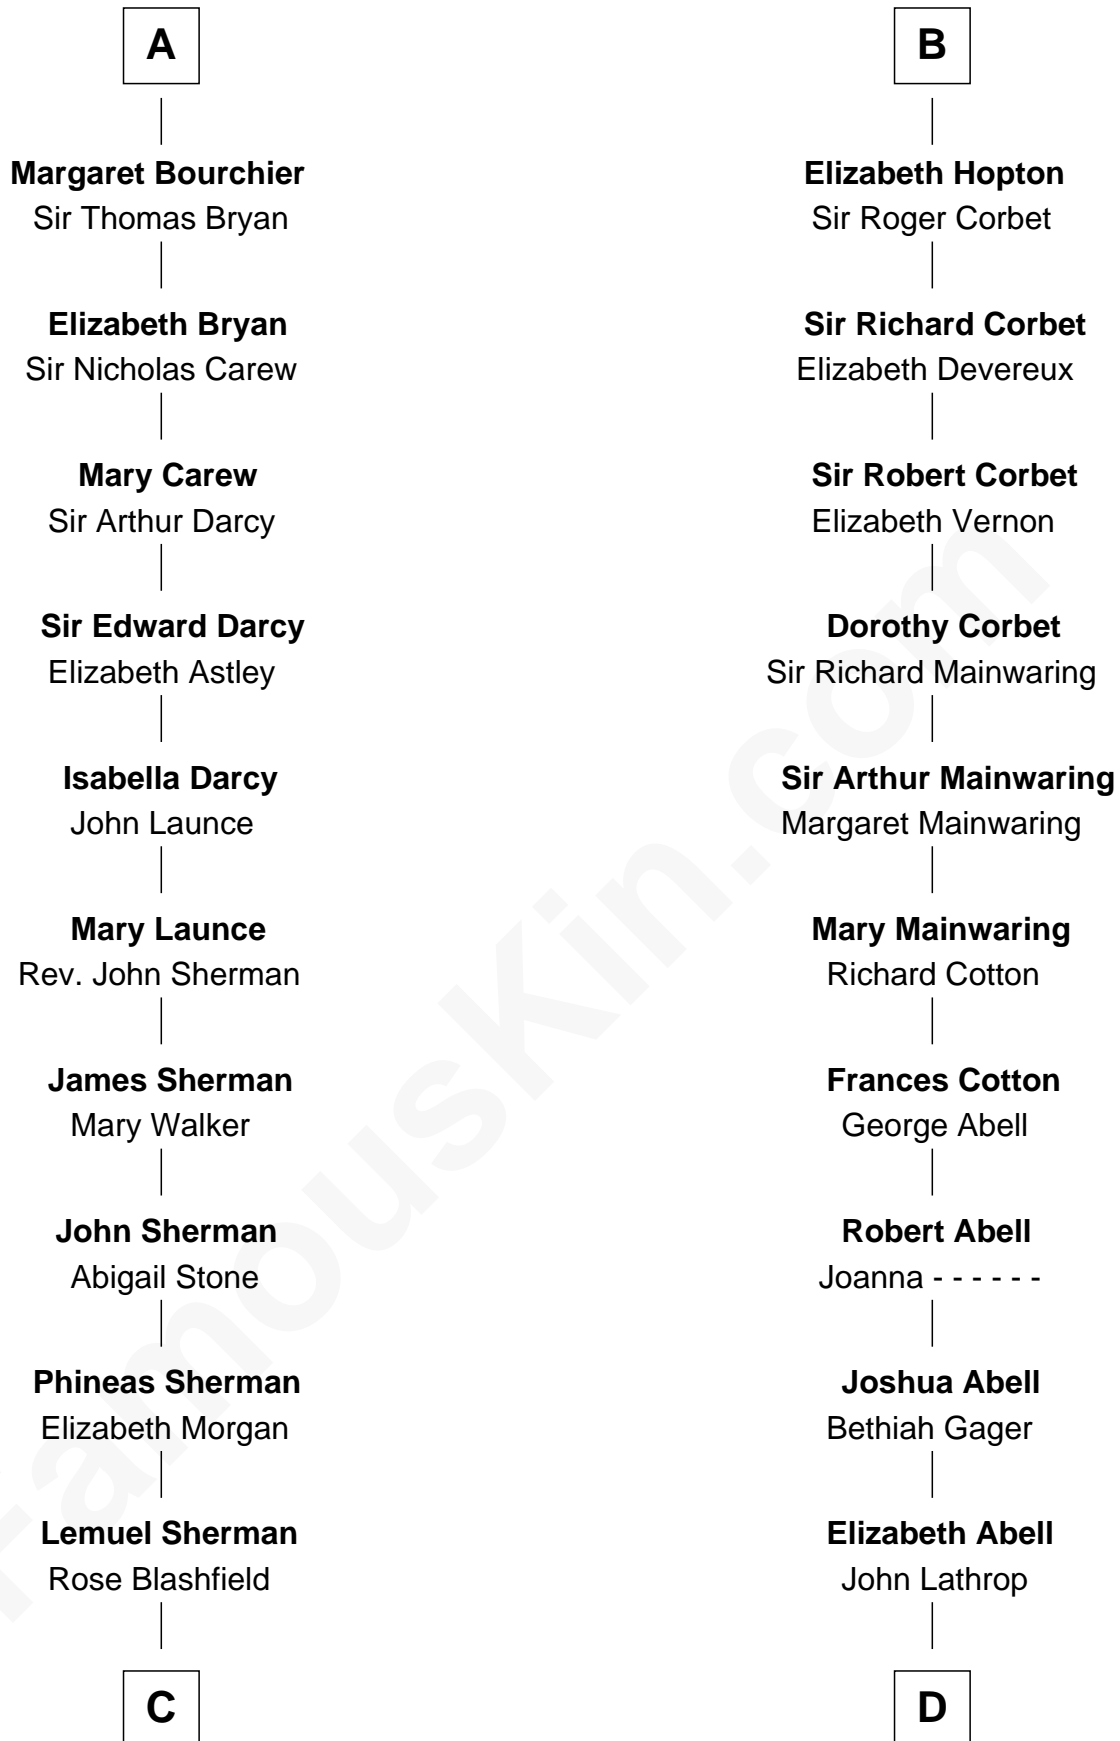 A
Margaret Bourchier
Sir Thomas Bryan
Elizabeth Bryan
Sir Nicholas Carew
Mary Carew
Sir Arthur Darcy
Sir Edward Darcy
Elizabeth Astley
Isabella Darcy
John Launce
Mary Launce
Rev. John Sherman
James Sherman
Mary Walker
John Sherman
Abigail Stone
Phineas Sherman
Elizabeth Morgan
Lemuel Sherman
Rose Blashfield
C
B
Elizabeth Hopton
Sir Roger Corbet
Sir Richard Corbet
Elizabeth Devereux
Sir Robert Corbet
Elizabeth Vernon
Dorothy Corbet
Sir Richard Mainwaring
Sir Arthur Mainwaring
Margaret Mainwaring
Mary Mainwaring
Richard Cotton
Frances Cotton
George Abell
Robert Abell
Joanna - - - - - -
Joshua Abell
Bethiah Gager
Elizabeth Abell
John Lathrop
D
FamousKin.com